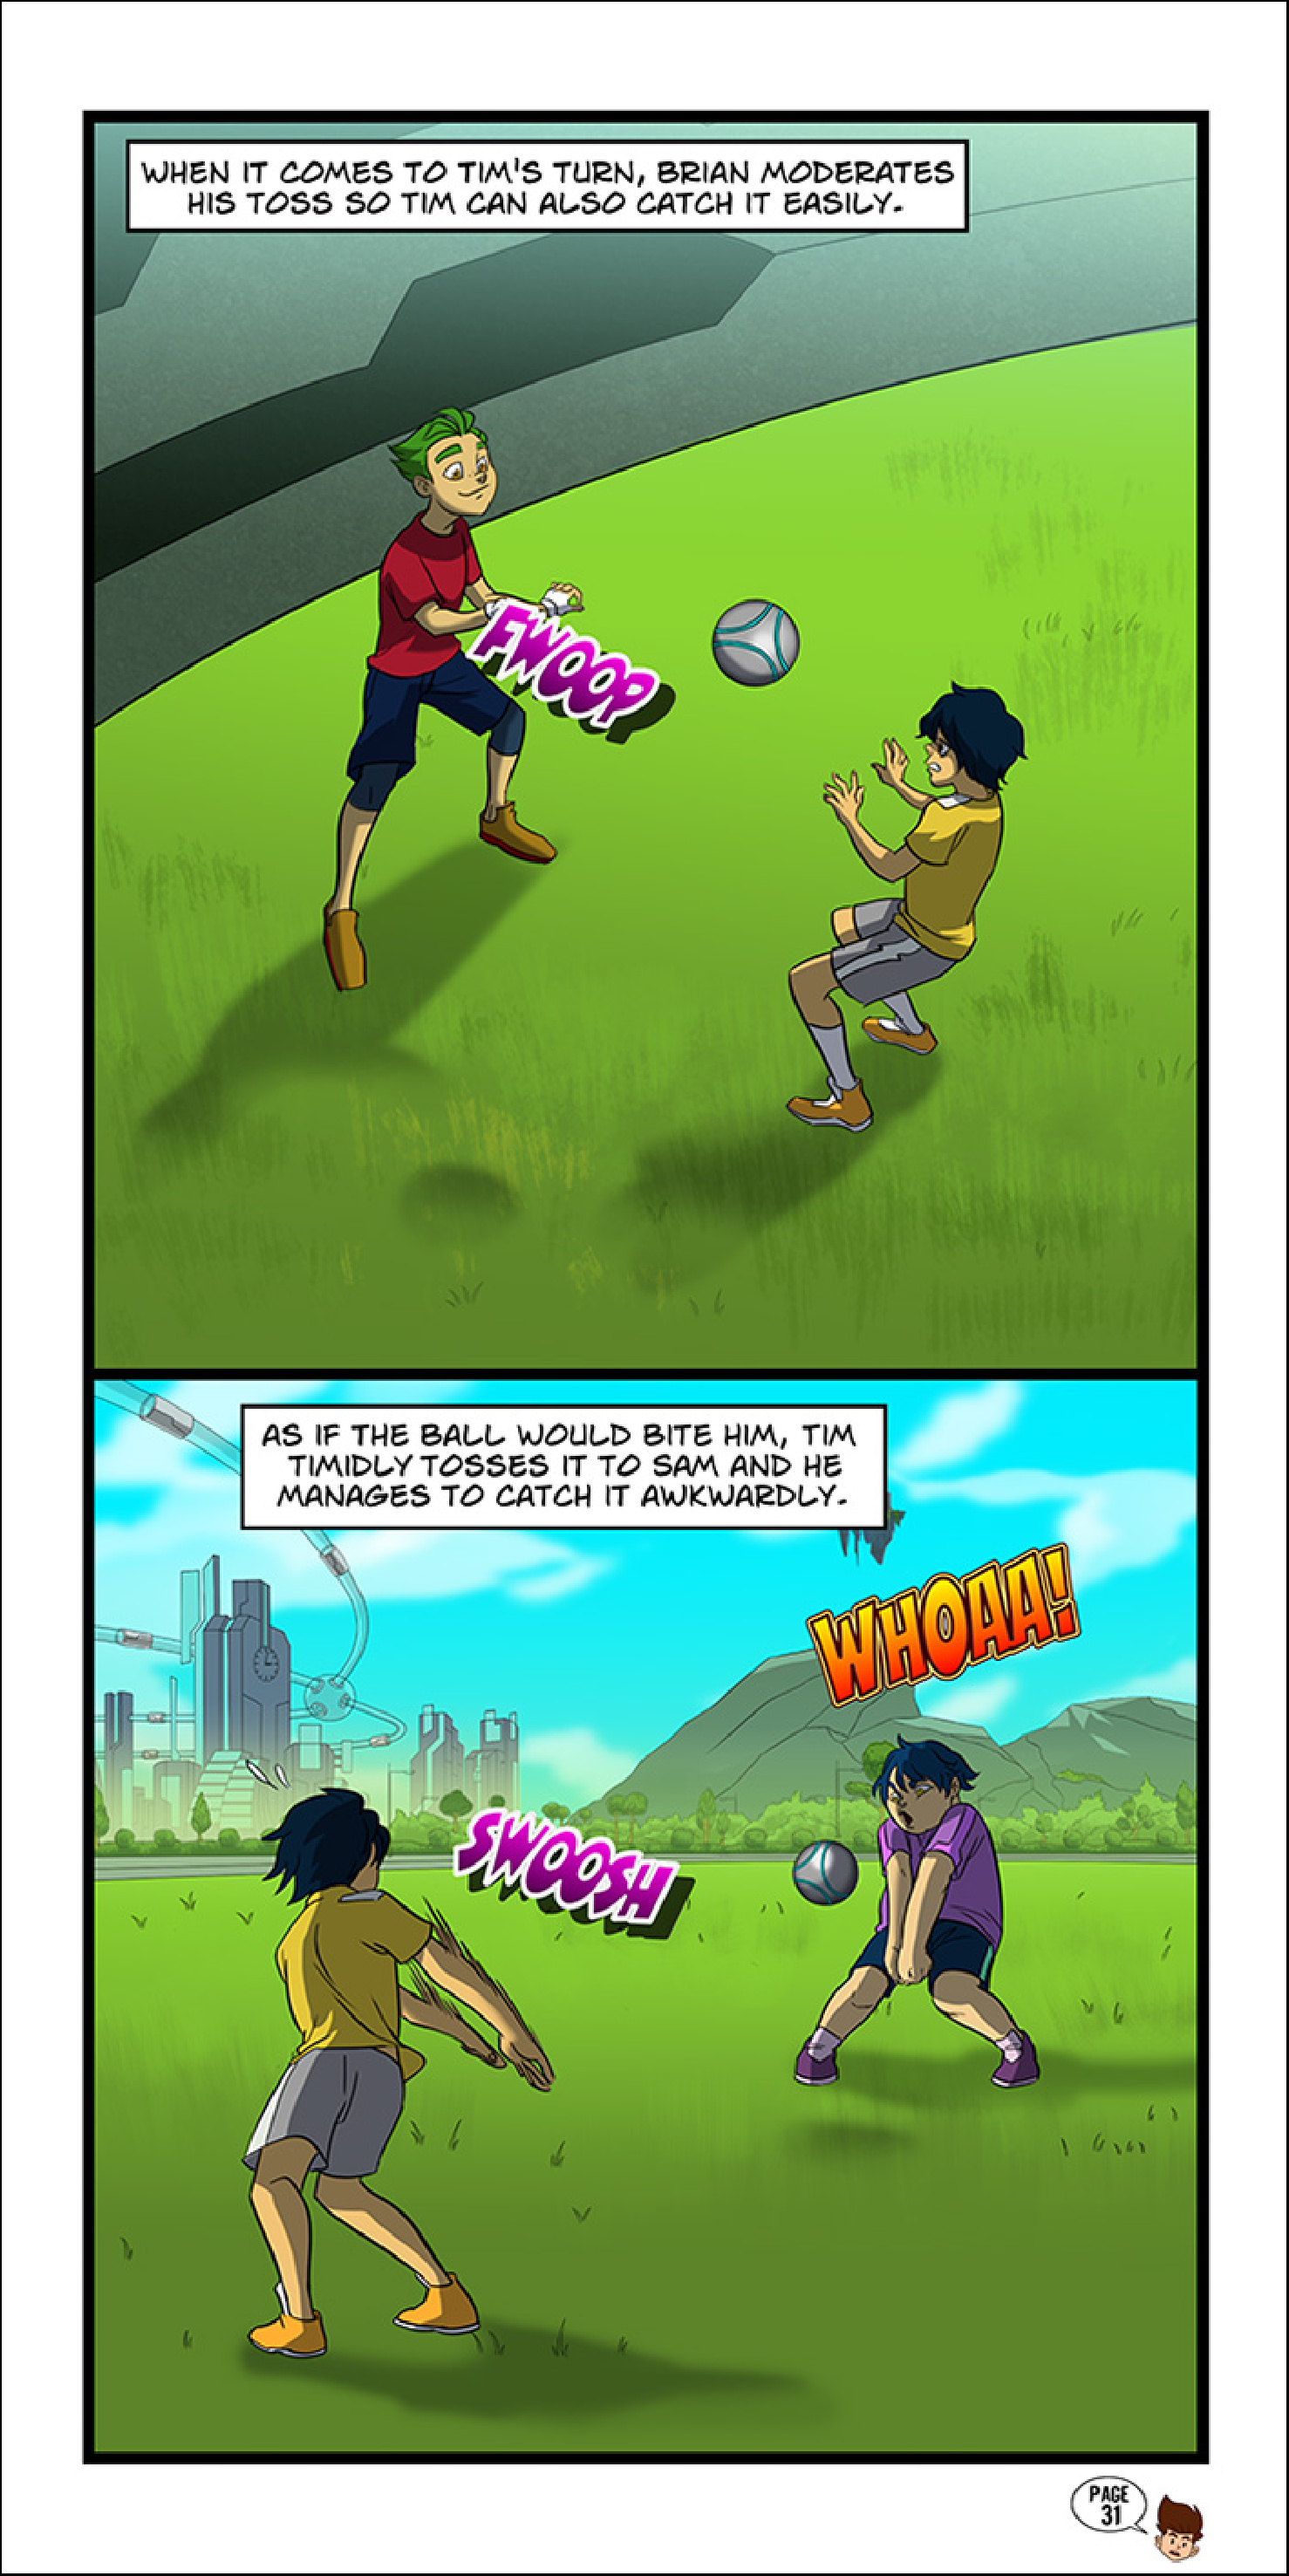 WHEN IT COMES TO TIM'S TURN, BRIAN MODERATES
HIS TOSS SO TIM CAN ALSO CATCH IT EASILY.
FWOOP
AS IF THE BALL WOULD BITE HIM, TIM
TIMIDLY TOSSES IT TO SAM AND HE
MANAGES TO CATCH IT AWKWARDLY.
WHOAA!
SWOOSH
PAGE
31